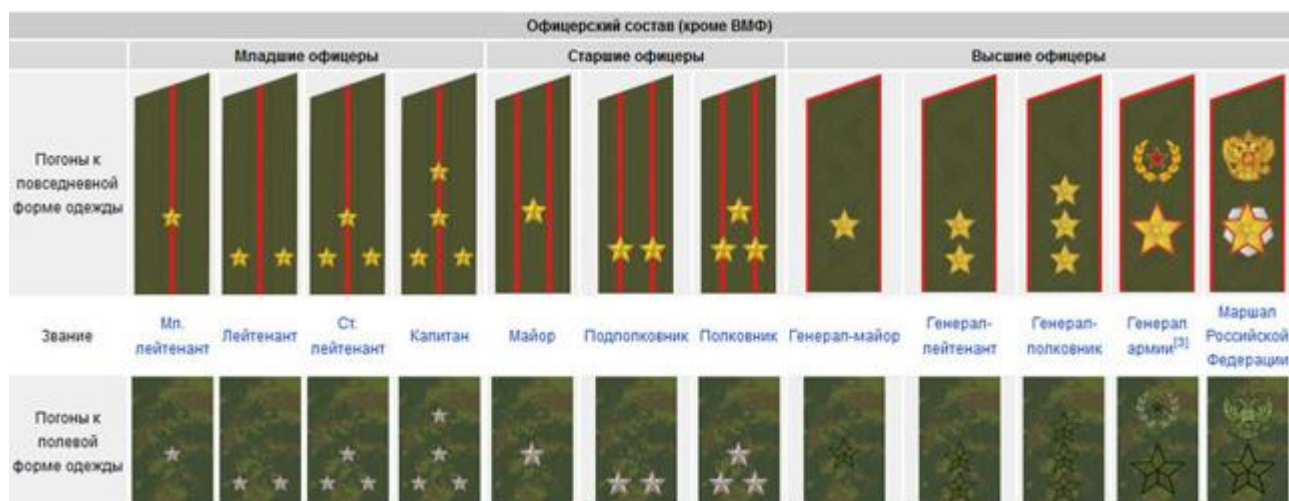 Офицерский состав (кроме ВМФ)
Младшие офицеры
Старшие офицеры
Высшие офицеры
Погоны к
повседневной
форме одежды
Звание
Мл.
лейтенант
Лейтенант
Ст.
лейтенант
Капитан
Майор
Подполковник
Полковник
Генерал-майор
Генерал-
лейтенант
Генерал-
полковник
Генерал
армии[3]
Маршал
Российской
Федерации
Погоны к
полевой
форме одежды